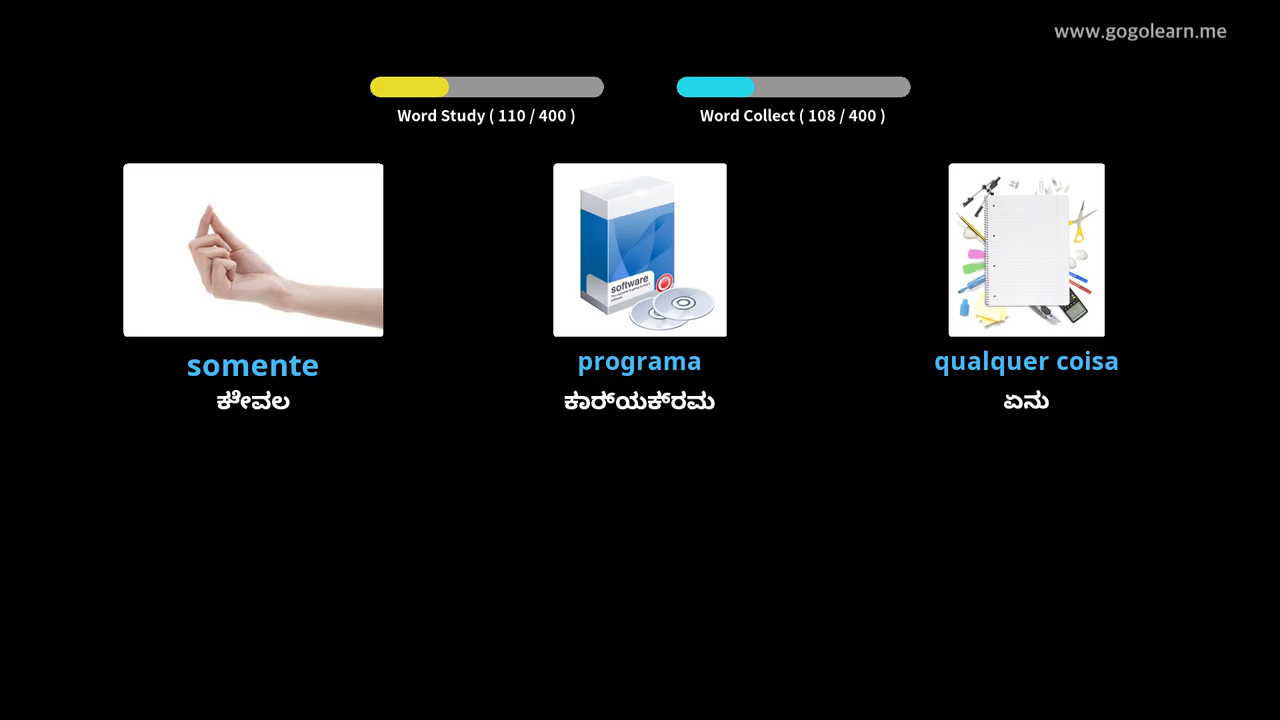 www.gogolearn.me
Word Study ( 110 / 400 )
Word Collect ( 108 / 400 )
software
somente
programa
qualquer coisa
ಕೇವಲ
ಕಾರ್ಯಕ್ರಮ
ಏನು